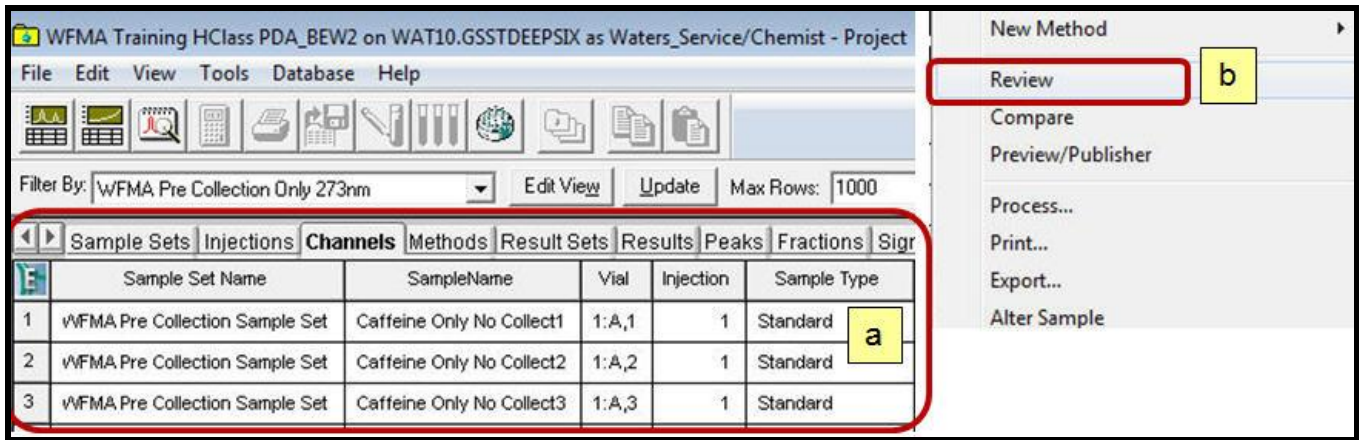 WFMA Training HClass PDA_BEW2 on WAT10.GSSTDEEPSIX as Waters_Service/Chemist - Project
File Edit View Tools Database Help
Filter By: WFMA Pre Collection Only 273nm Edit View Update Max Rows: 1000
Sample Sets Injections Channels Methods Result Sets Results Peaks Fractions Sigr
Sample Set Name SampleName Vial Injection Sample Type
1 WFMA Pre Collection Sample Set Caffeine Only No Collect1 1:A,1 1 Standard
2 WFMA Pre Collection Sample Set Caffeine Only No Collect2 1:A,2 1 Standard
3 WFMA Pre Collection Sample Set Caffeine Only No Collect3 1:A,3 1 Standard
a
New Method
Review
b
Compare
Preview/Publisher
Process...
Print...
Export...
Alter Sample